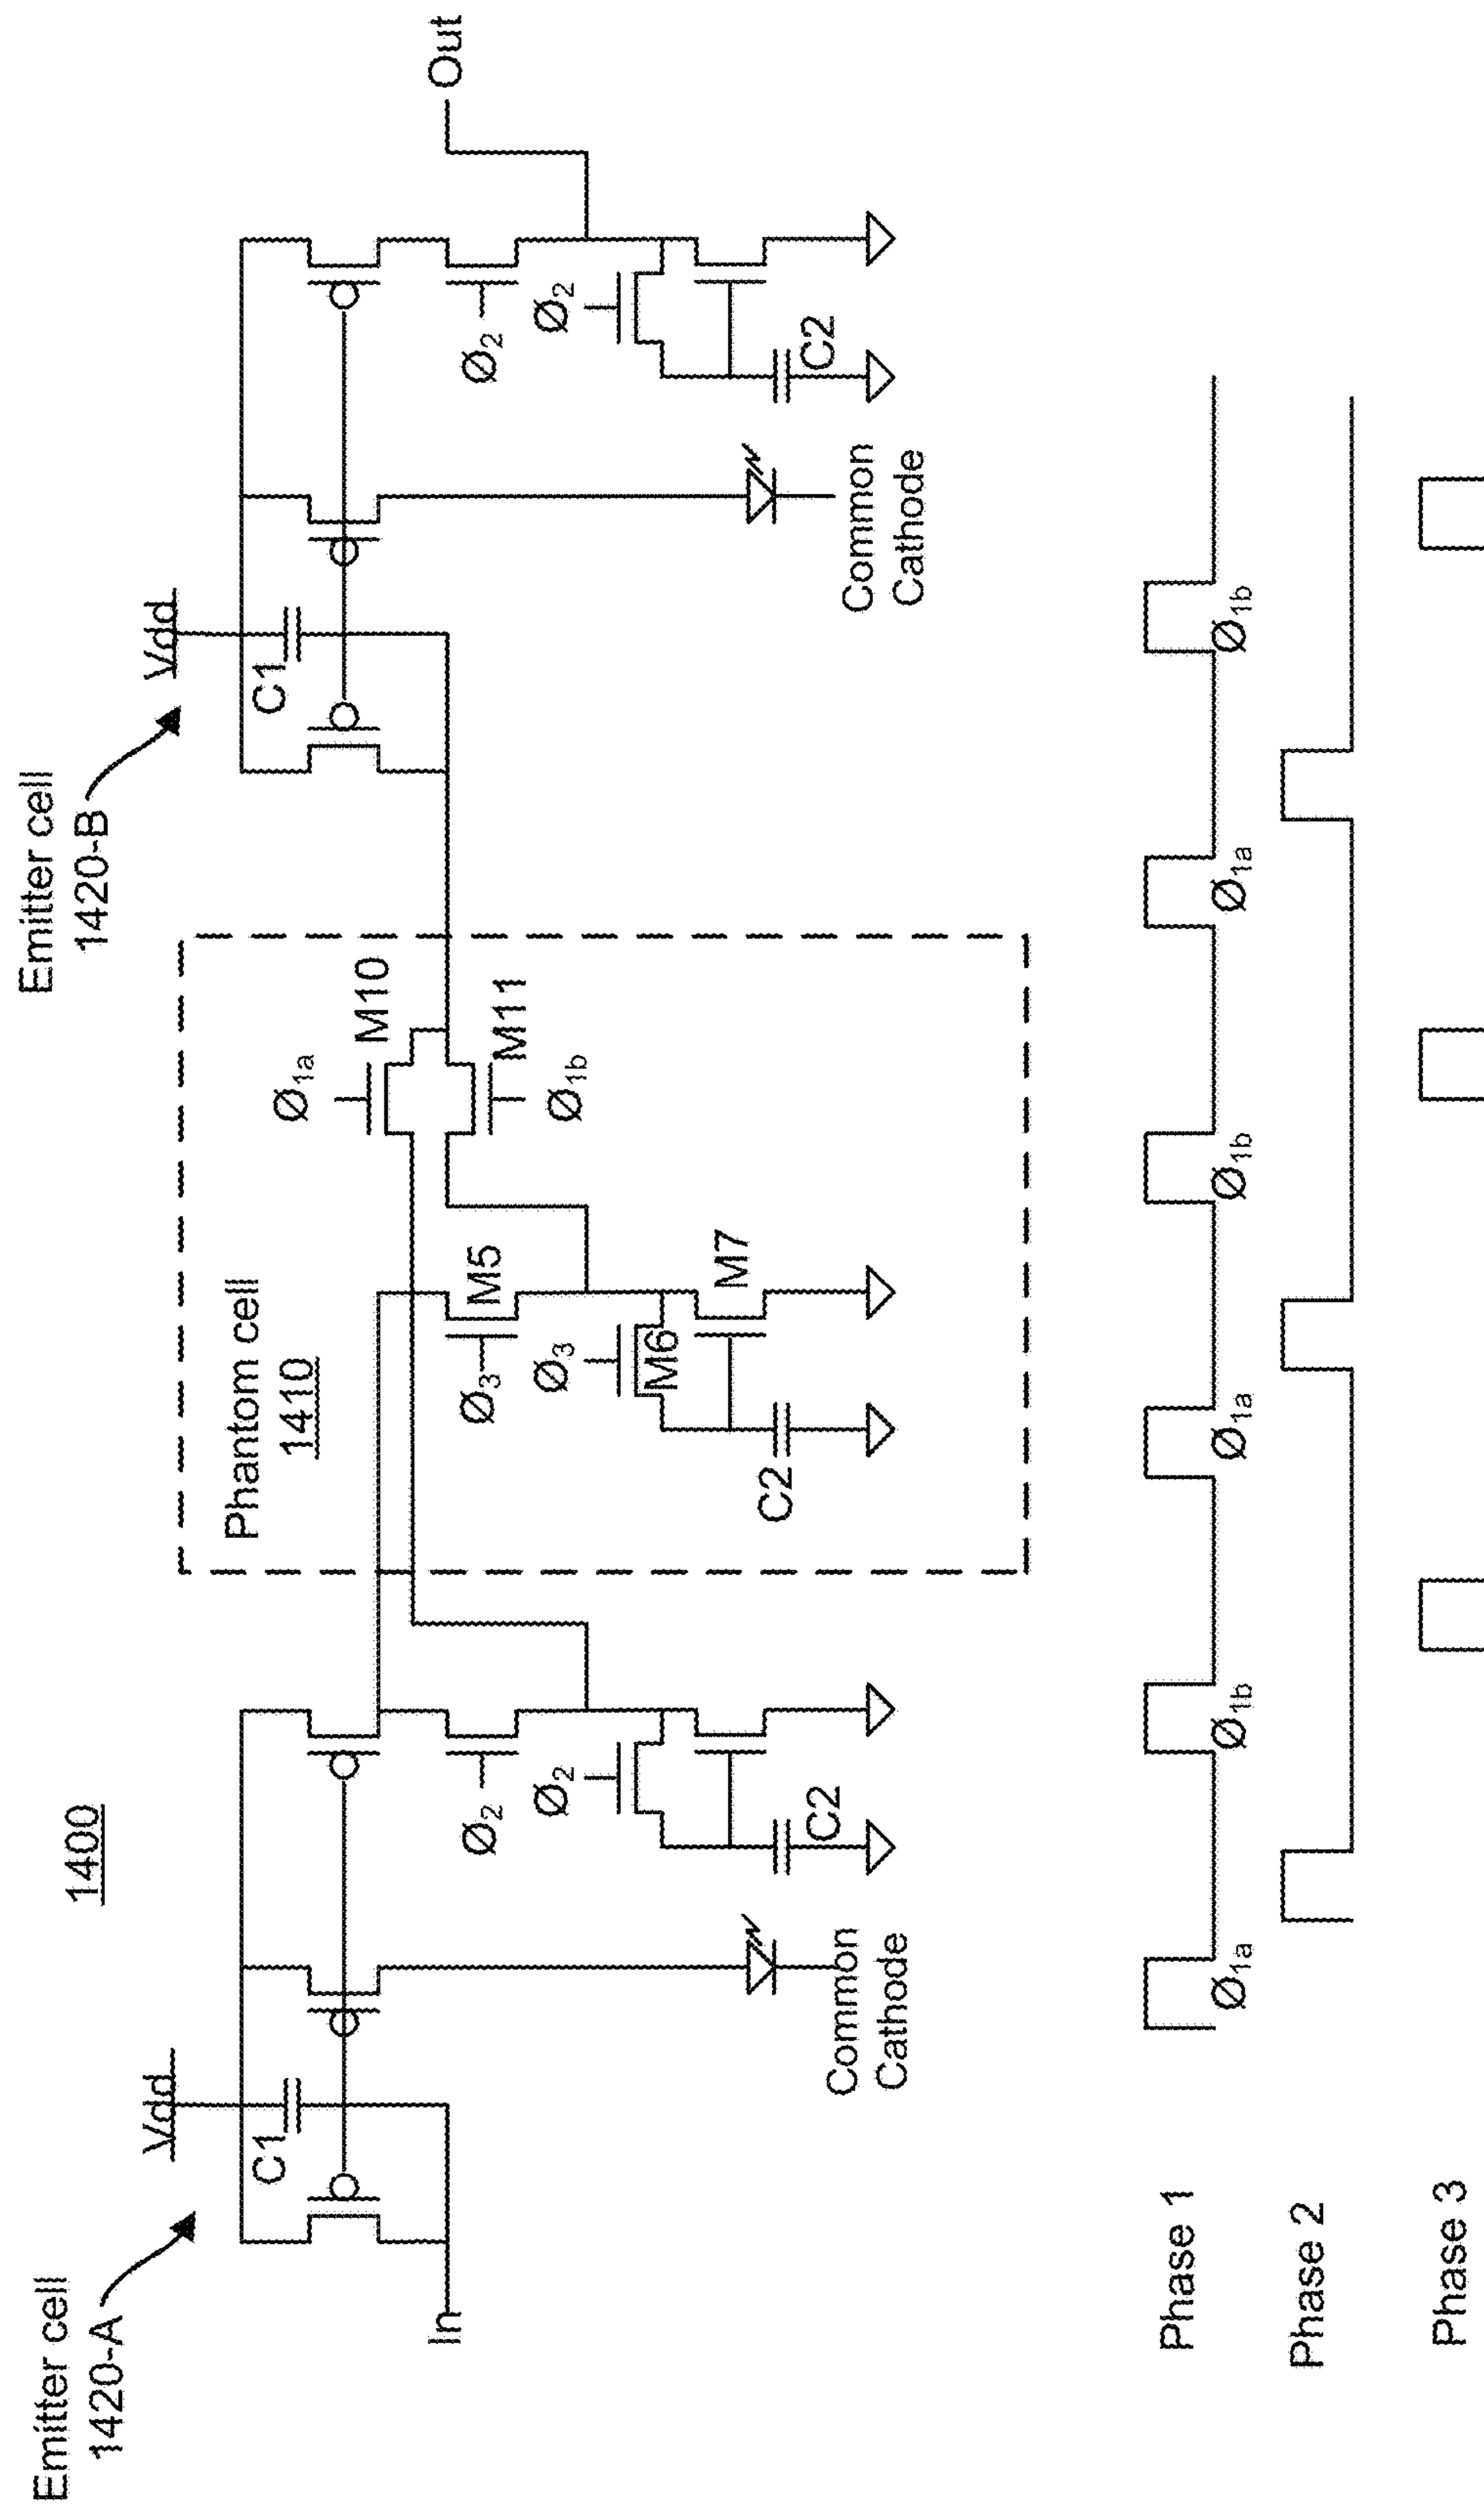 1400
Emitter cell
1420-A
Emitter cell
1420-B
Vdd
Vdd
C1
C1
Phantom cell
1410
Ø1a
M10
M11
Ø1b
In
Out
Ø2
Ø2
C2
Ø3
Ø3
M5
M6
M7
C2
Ø2
Ø2
C2
Common
Cathode
Common
Cathode
Phase 1
Ø1a
Ø1b
Ø1a
Ø1b
Ø1a
Ø1b
Phase 2
Phase 3